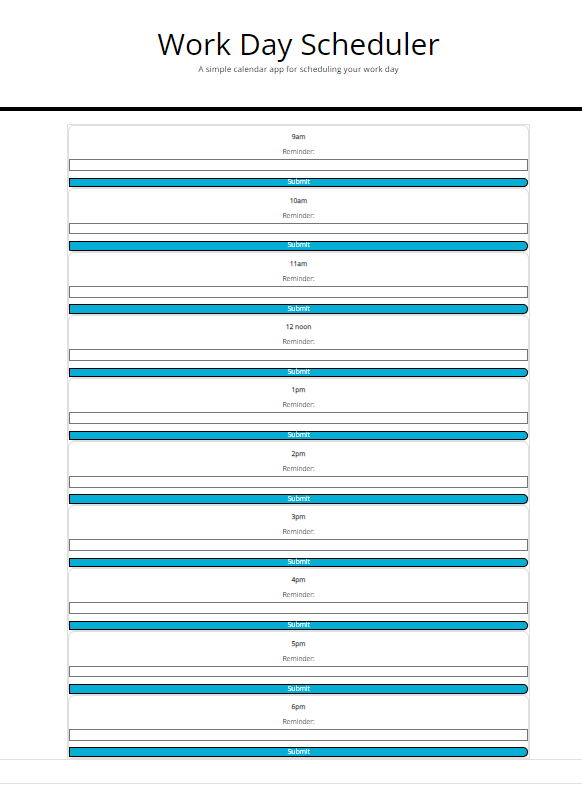 Work Day Scheduler
A simple calendar app for scheduling your work day
9am
Reminder:
Submit
10am
Reminder:
Submit
11am
Reminder:
Submit
12 noon
Reminder:
Submit
1pm
Reminder:
Submit
2pm
Reminder:
Submit
3pm
Reminder:
Submit
4pm
Reminder:
Submit
5pm
Reminder:
Submit
6pm
Reminder:
Submit